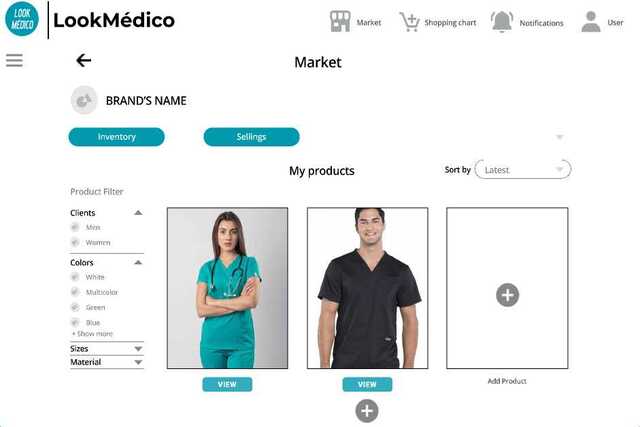 LOOK
MÉDICO
LookMédico
Market
Shopping chart
Notifications
User
Market
BRAND'S NAME
Inventory
Sellings
My products
Sort by
Latest
Product Filter
Clients
Mens
Women
Colors
White
Multicolor
Green
Blue
+ Show more
Sizes
Material
VIEW
VIEW
Add Product